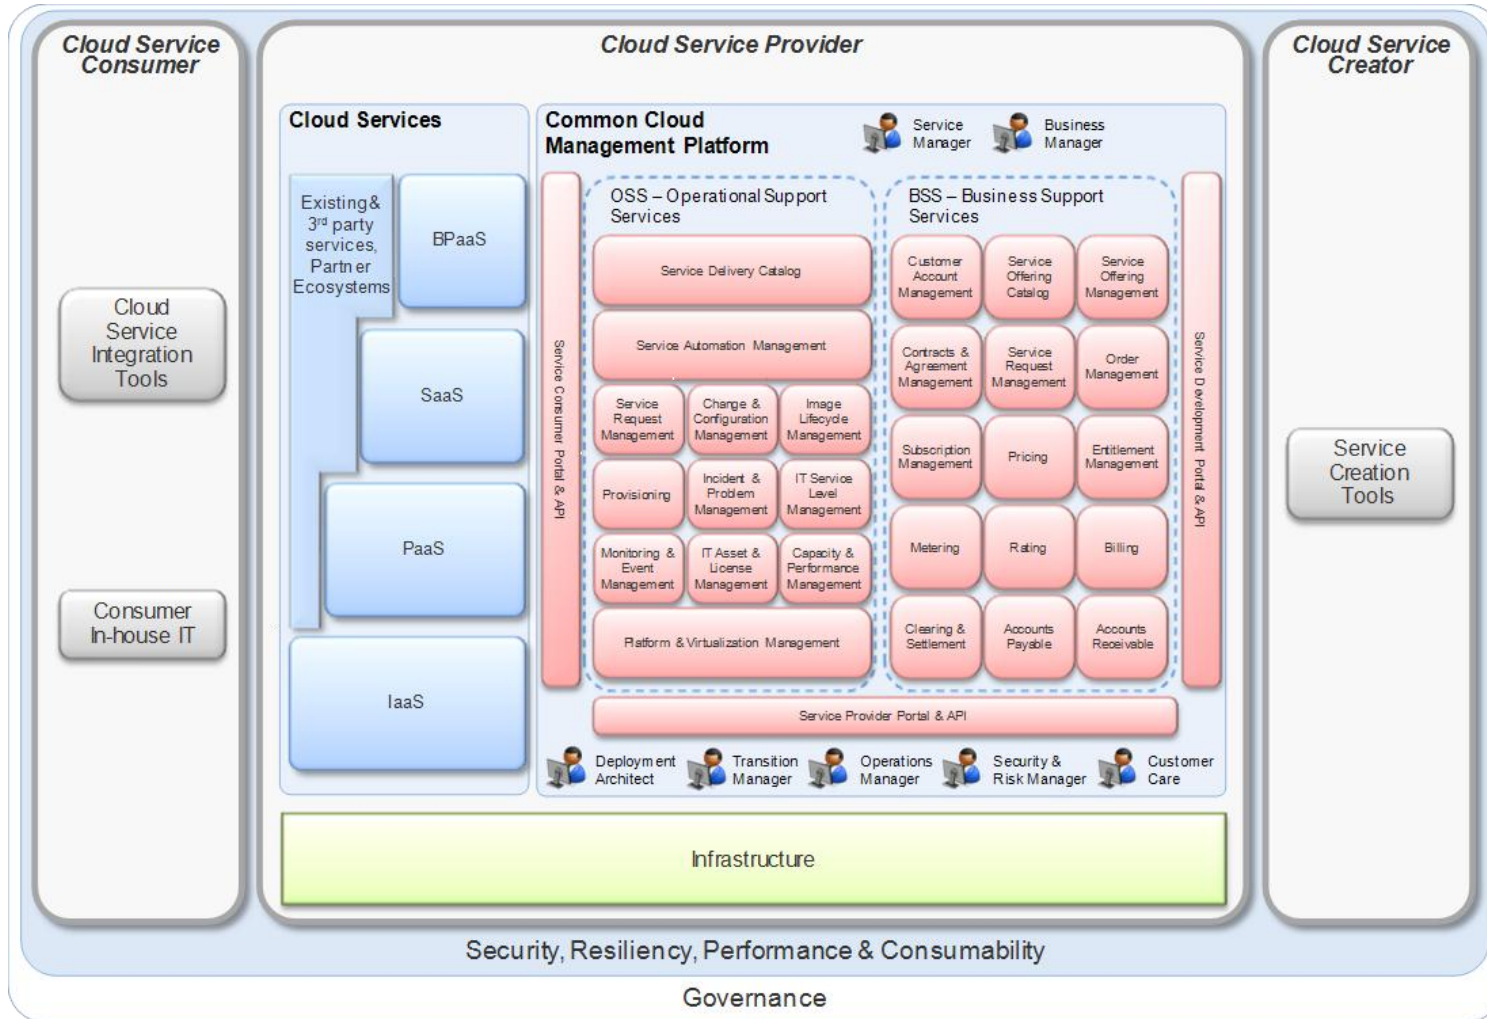 Cloud Service
Consumer
Cloud
Service
Integration
Tools
Consumer
In-house IT
Cloud Service Provider
Cloud Services
Existing &
3rd party
services,
Partner
Ecosystems
BPaaS
SaaS
PaaS
IaaS
Common Cloud
Management Platform
Service
Manager
Business
Manager
Service Consumer Portal & API
OSS – Operational Support
Services
Service Delivery Catalog
Service Automation Management
Service
Request
Management
Change &
Configuration
Management
Image
Lifecycle
Management
Provisioning
Incident &
Problem
Management
IT Service
Level
Management
Monitoring &
Event
Management
IT Asset &
License
Management
Capacity &
Performance
Management
Platform & Virtualization Management
BSS – Business Support
Services
Customer
Account
Management
Service
Offering
Catalog
Service
Offering
Management
Contracts &
Agreement
Management
Service
Request
Management
Order
Management
Subscription
Management
Pricing
Entitlement
Management
Metering
Rating
Billing
Clearing &
Settlement
Accounts
Payable
Accounts
Receivable
Service Development Portal & API
Service Provider Portal & API
Deployment
Architect
Transition
Manager
Operations
Manager
Security &
Risk Manager
Customer
Care
Infrastructure
Cloud Service
Creator
Service
Creation
Tools
Security, Resiliency, Performance & Consumability
Governance